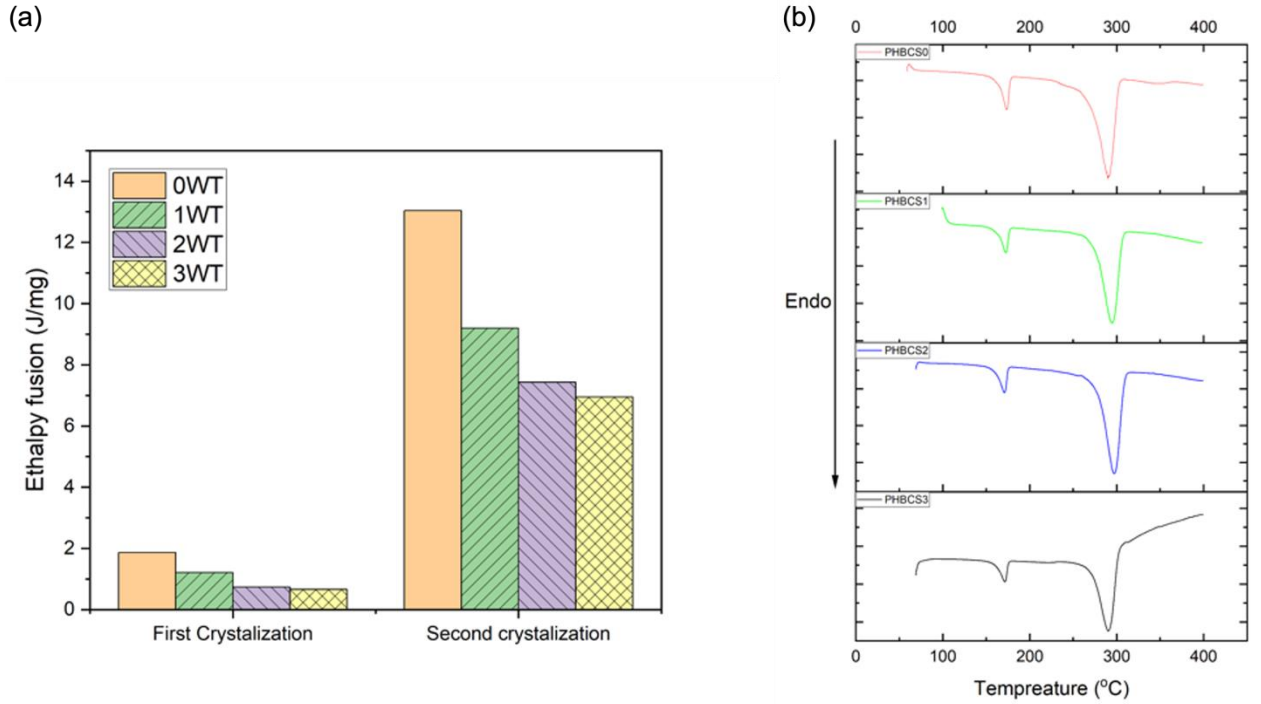 (a)
Ethalpy fusion (J/mg)
14
12
10
8
6
4
2
0
0WT
1WT
2WT
3WT
First Crystalization
Second crystalization
(b)
0 100 200 300 400
PHBCS0
PHBCS1
Endo
PHBCS2
PHBCS3
0 100 200 300 400
Tempreature (°C)